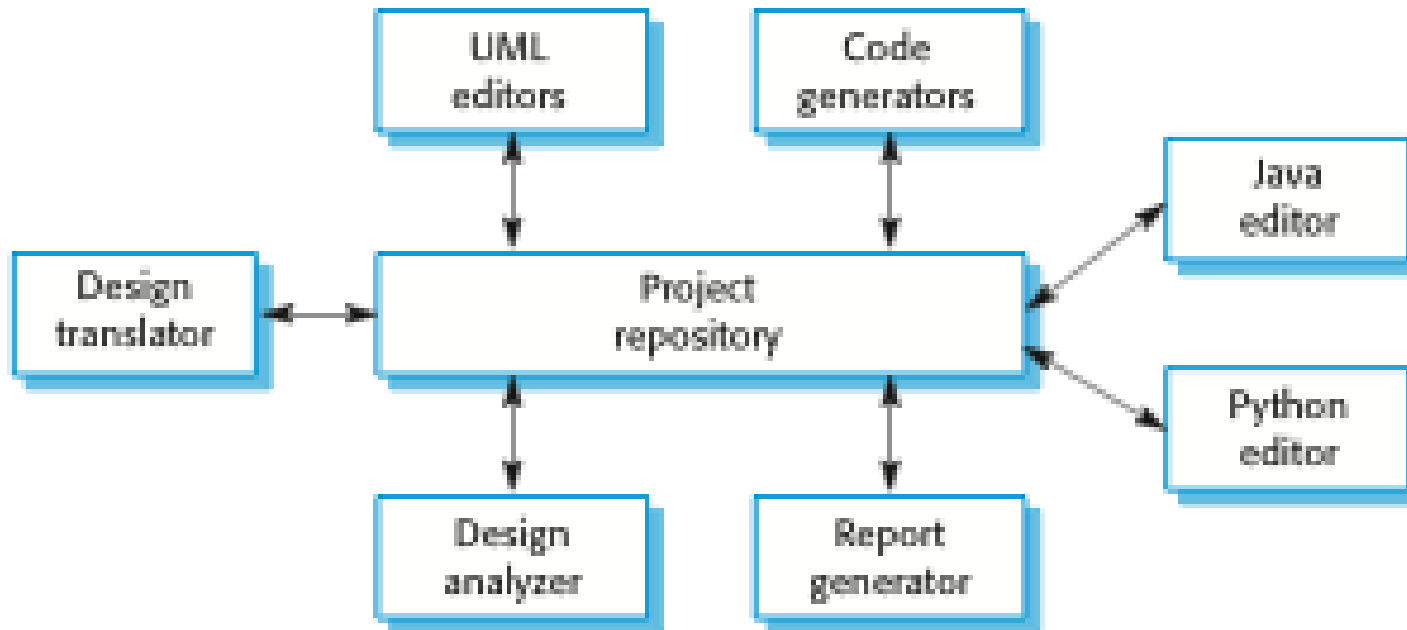 UML
editors
Code
generators
Java
editor
Design
translator
Project
repository
Python
editor
Design
analyzer
Report
generator